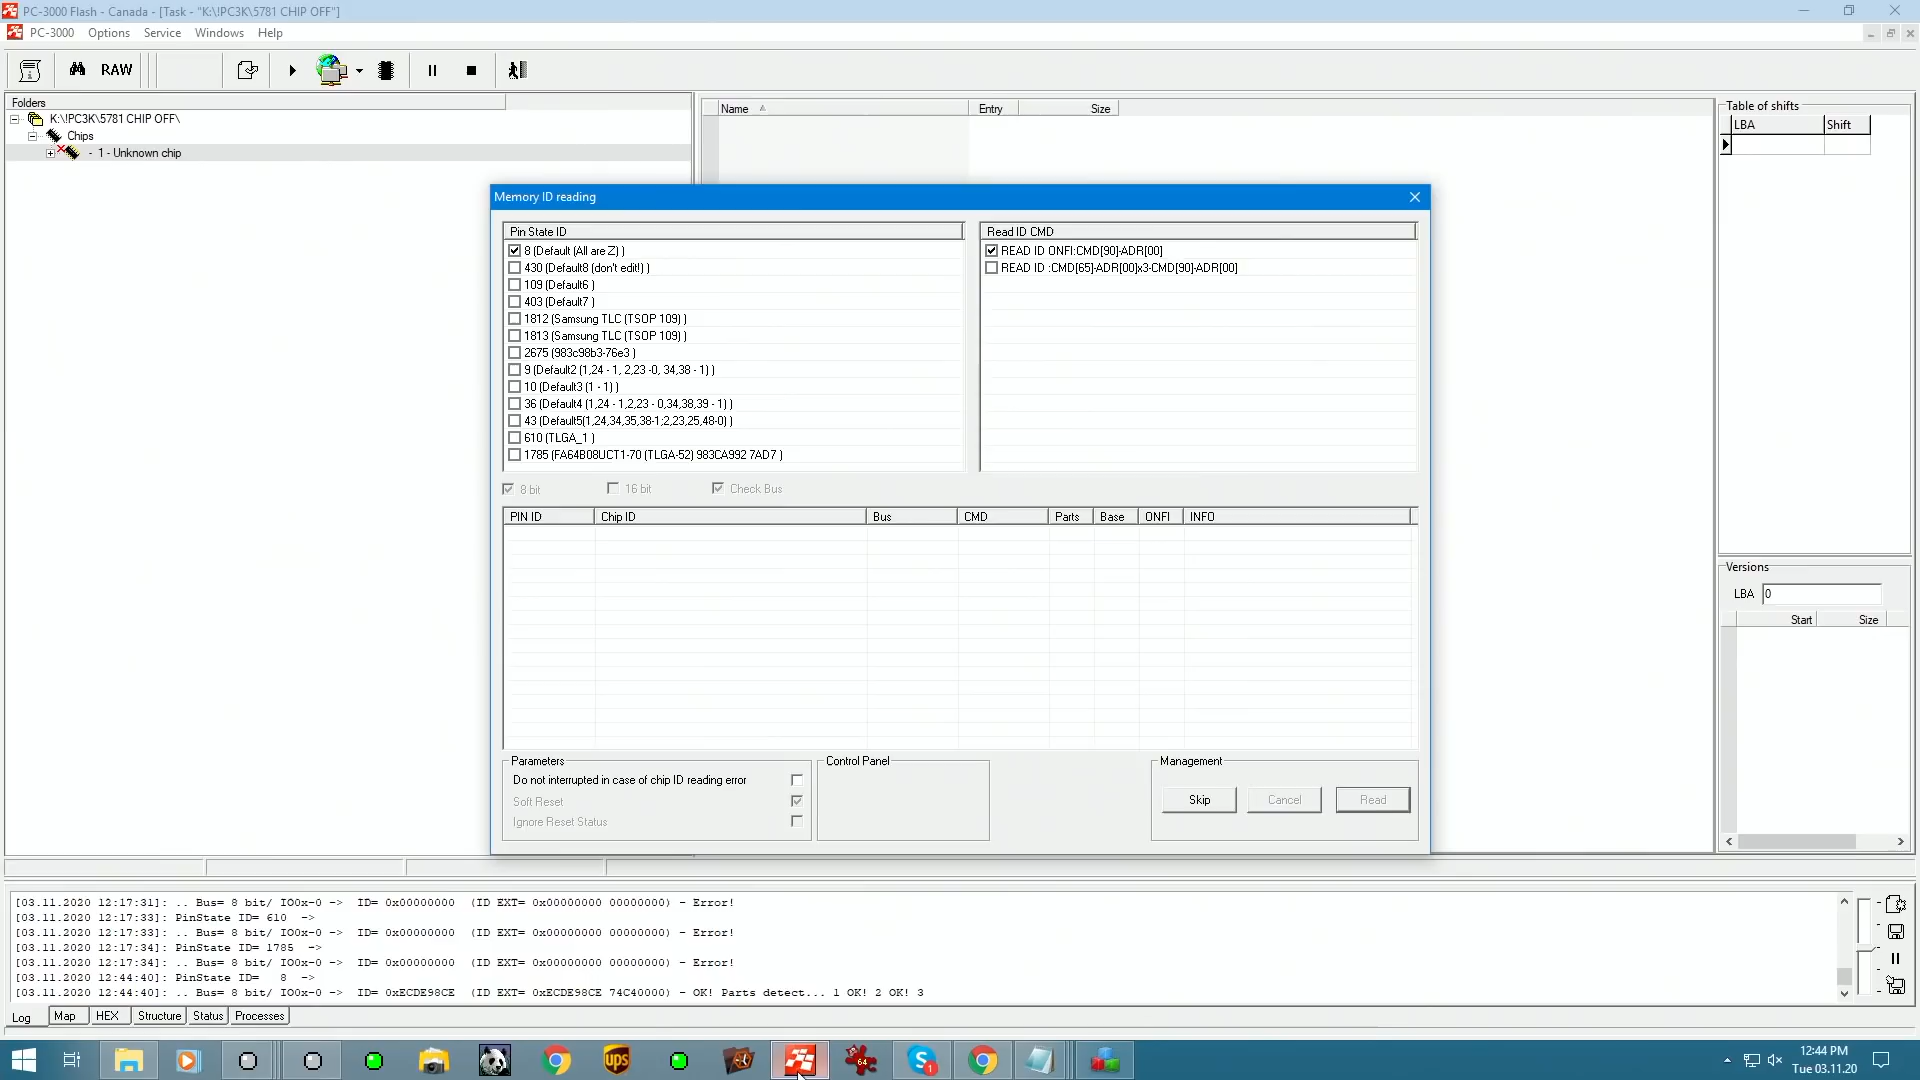 PC-3000 Flash - Canada - [Task - "K:\!PC3K\5781 CHIP OFF"]
PC-3000 Options Service Windows Help
RAW
Folders
K:\!PC3K\5781 CHIP OFF\
Chips
- 1 - Unknown chip
Name Entry Size
Table of shifts
LBA Shift
Memory ID reading
Pin State ID
8 (Default (All are Z) )
430 (Default8 (don't edit!) )
109 (Default6 )
403 (Default7 )
1812 (Samsung TLC (TSOP 109) )
1813 (Samsung TLC (TSOP 109) )
2675 (983c98b3-76e3 )
9 (Default2 (1,24 - 1, 2,23 -0, 34,38 - 1) )
10 (Default3 (1 - 1) )
36 (Default4 (1,24 - 1,2,23 - 0,34,38,39 - 1) )
43 (Default5(1,24,34,35,38-1;2,23,25,48-0) )
610 (TLGA_1 )
1785 (FA64B08UCT1-70 (TLGA-52) 983CA992 7AD7 )
Read ID CMD
READ ID ONFI:CMD[90]-ADR[00]
READ ID :CMD[65]-ADR[00]x3-CMD[90]-ADR[00]
8 bit 16 bit Check Bus
PIN ID Chip ID Bus CMD Parts Base ONFI INFO
Parameters
Do not interrupted in case of chip ID reading error
Soft Reset
Ignore Reset Status
Control Panel
Management
Skip Cancel Read
Versions
LBA 0
Start Size
[03.11.2020 12:17:31]: .. Bus= 8 bit/ IO0x-0 -> ID= 0x00000000 (ID EXT= 0x00000000 00000000) - Error!
[03.11.2020 12:17:33]: PinState ID= 610 ->
[03.11.2020 12:17:33]: .. Bus= 8 bit/ IO0x-0 -> ID= 0x00000000 (ID EXT= 0x00000000 00000000) - Error!
[03.11.2020 12:17:34]: PinState ID= 1785 ->
[03.11.2020 12:17:34]: .. Bus= 8 bit/ IO0x-0 -> ID= 0x00000000 (ID EXT= 0x00000000 00000000) - Error!
[03.11.2020 12:44:40]: PinState ID= 8 ->
[03.11.2020 12:44:40]: .. Bus= 8 bit/ IO0x-0 -> ID= 0xECDE98CE (ID EXT= 0xECDE98CE 74C40000) - OK! Parts detect... 1 OK! 2 OK! 3
Log Map HEX Structure Status Processes
ups
64
1
12:44 PM
Tue 03.11.20